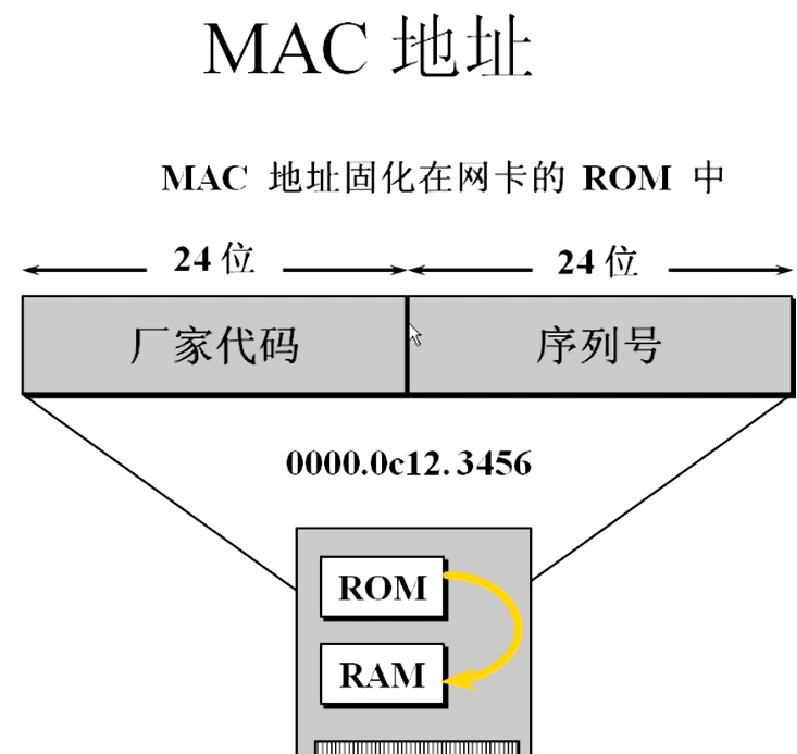 MAC 地址
MAC 地址固化在网卡的 ROM 中
24 位 24 位
厂家代码 序列号
0000.0c12.3456
ROM
RAM